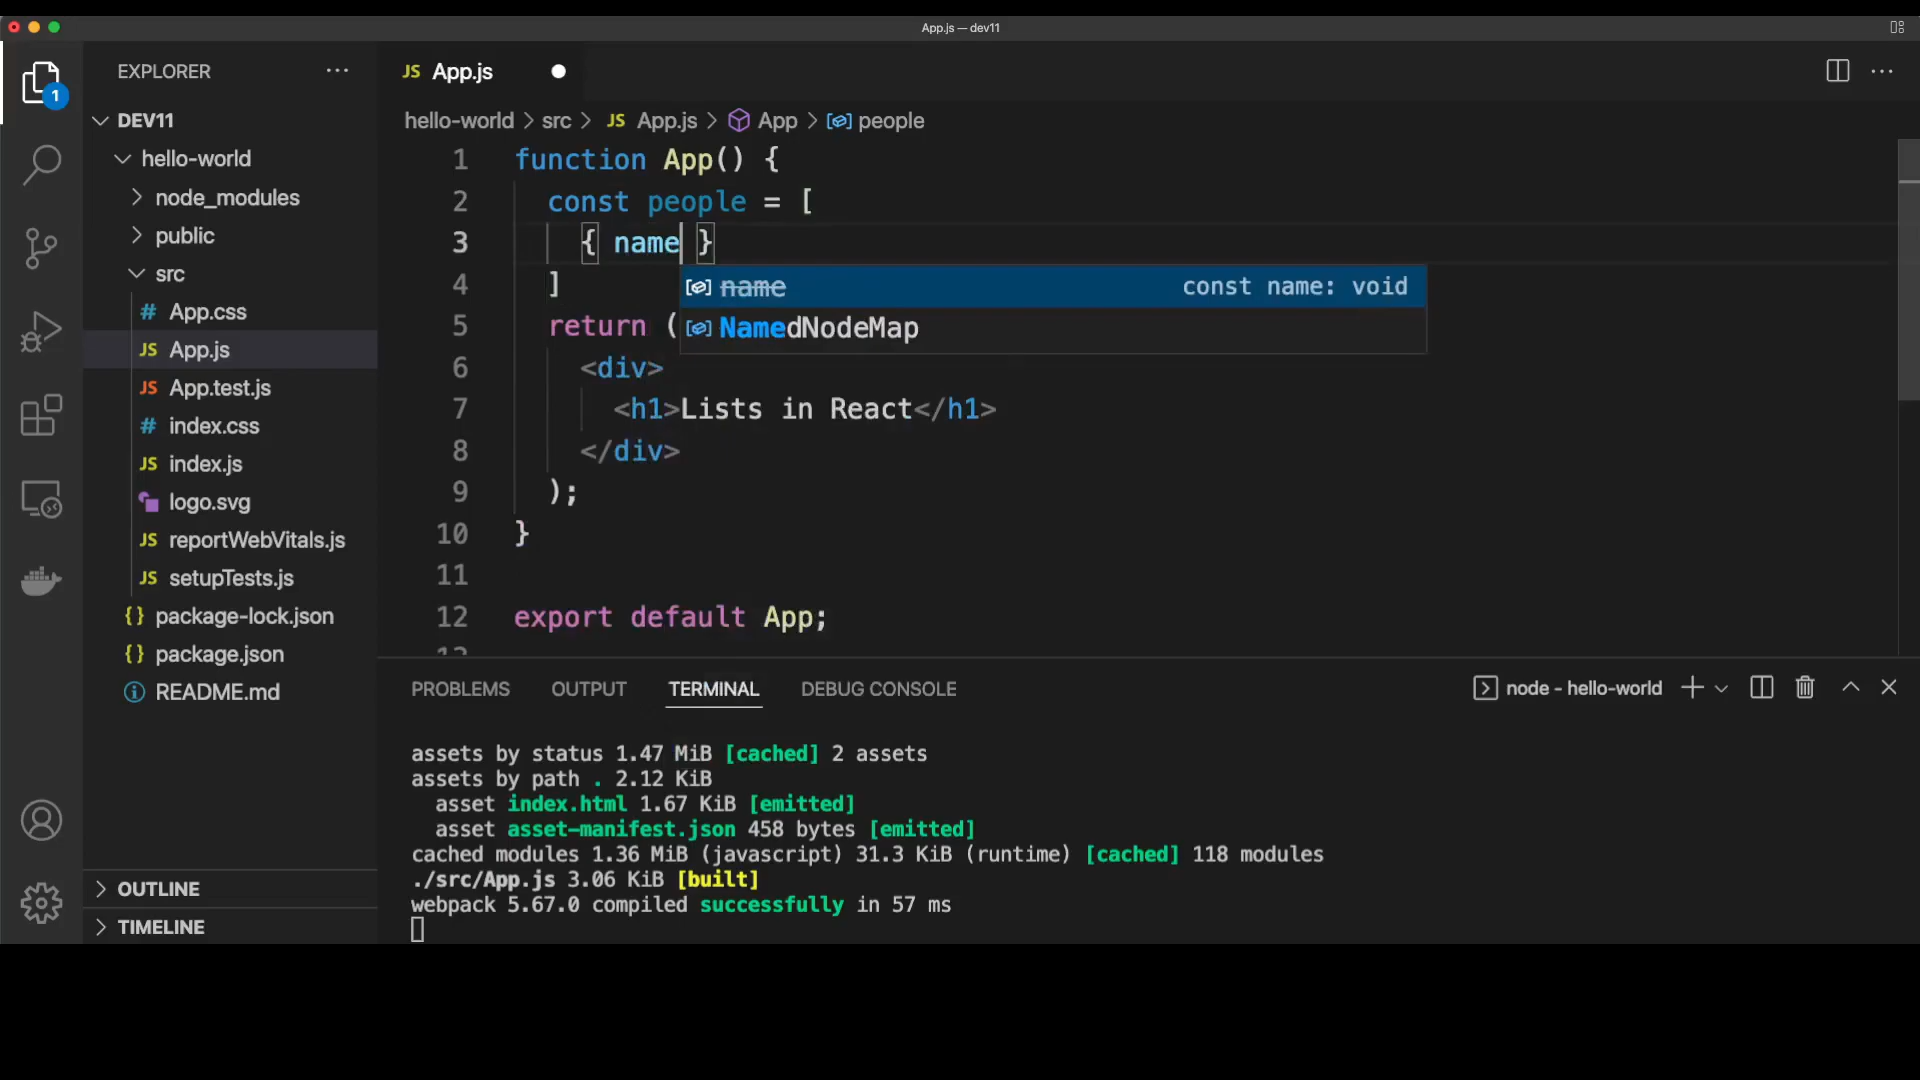 App.js — dev11
EXPLORER
1
DEV11
hello-world
node_modules
public
src
# App.css
JS App.js
JS App.test.js
# index.css
JS index.js
logo.svg
JS reportWebVitals.js
JS setupTests.js
{} package-lock.json
{} package.json
README.md
OUTLINE
TIMELINE
JS App.js
hello-world > src > JS App.js > App > people
1 function App() {
2 const people = [
3 { name }
4 ]
name const name: void
NamedNodeMap
5 return (
6 <div>
7 <h1>Lists in React</h1>
8 </div>
9 );
10 }
11
12 export default App;
PROBLEMS OUTPUT TERMINAL DEBUG CONSOLE
node - hello-world
assets by status 1.47 MiB [cached] 2 assets
assets by path . 2.12 KiB
asset index.html 1.67 KiB [emitted]
asset asset-manifest.json 458 bytes [emitted]
cached modules 1.36 MiB (javascript) 31.3 KiB (runtime) [cached] 118 modules
./src/App.js 3.06 KiB [built]
webpack 5.67.0 compiled successfully in 57 ms